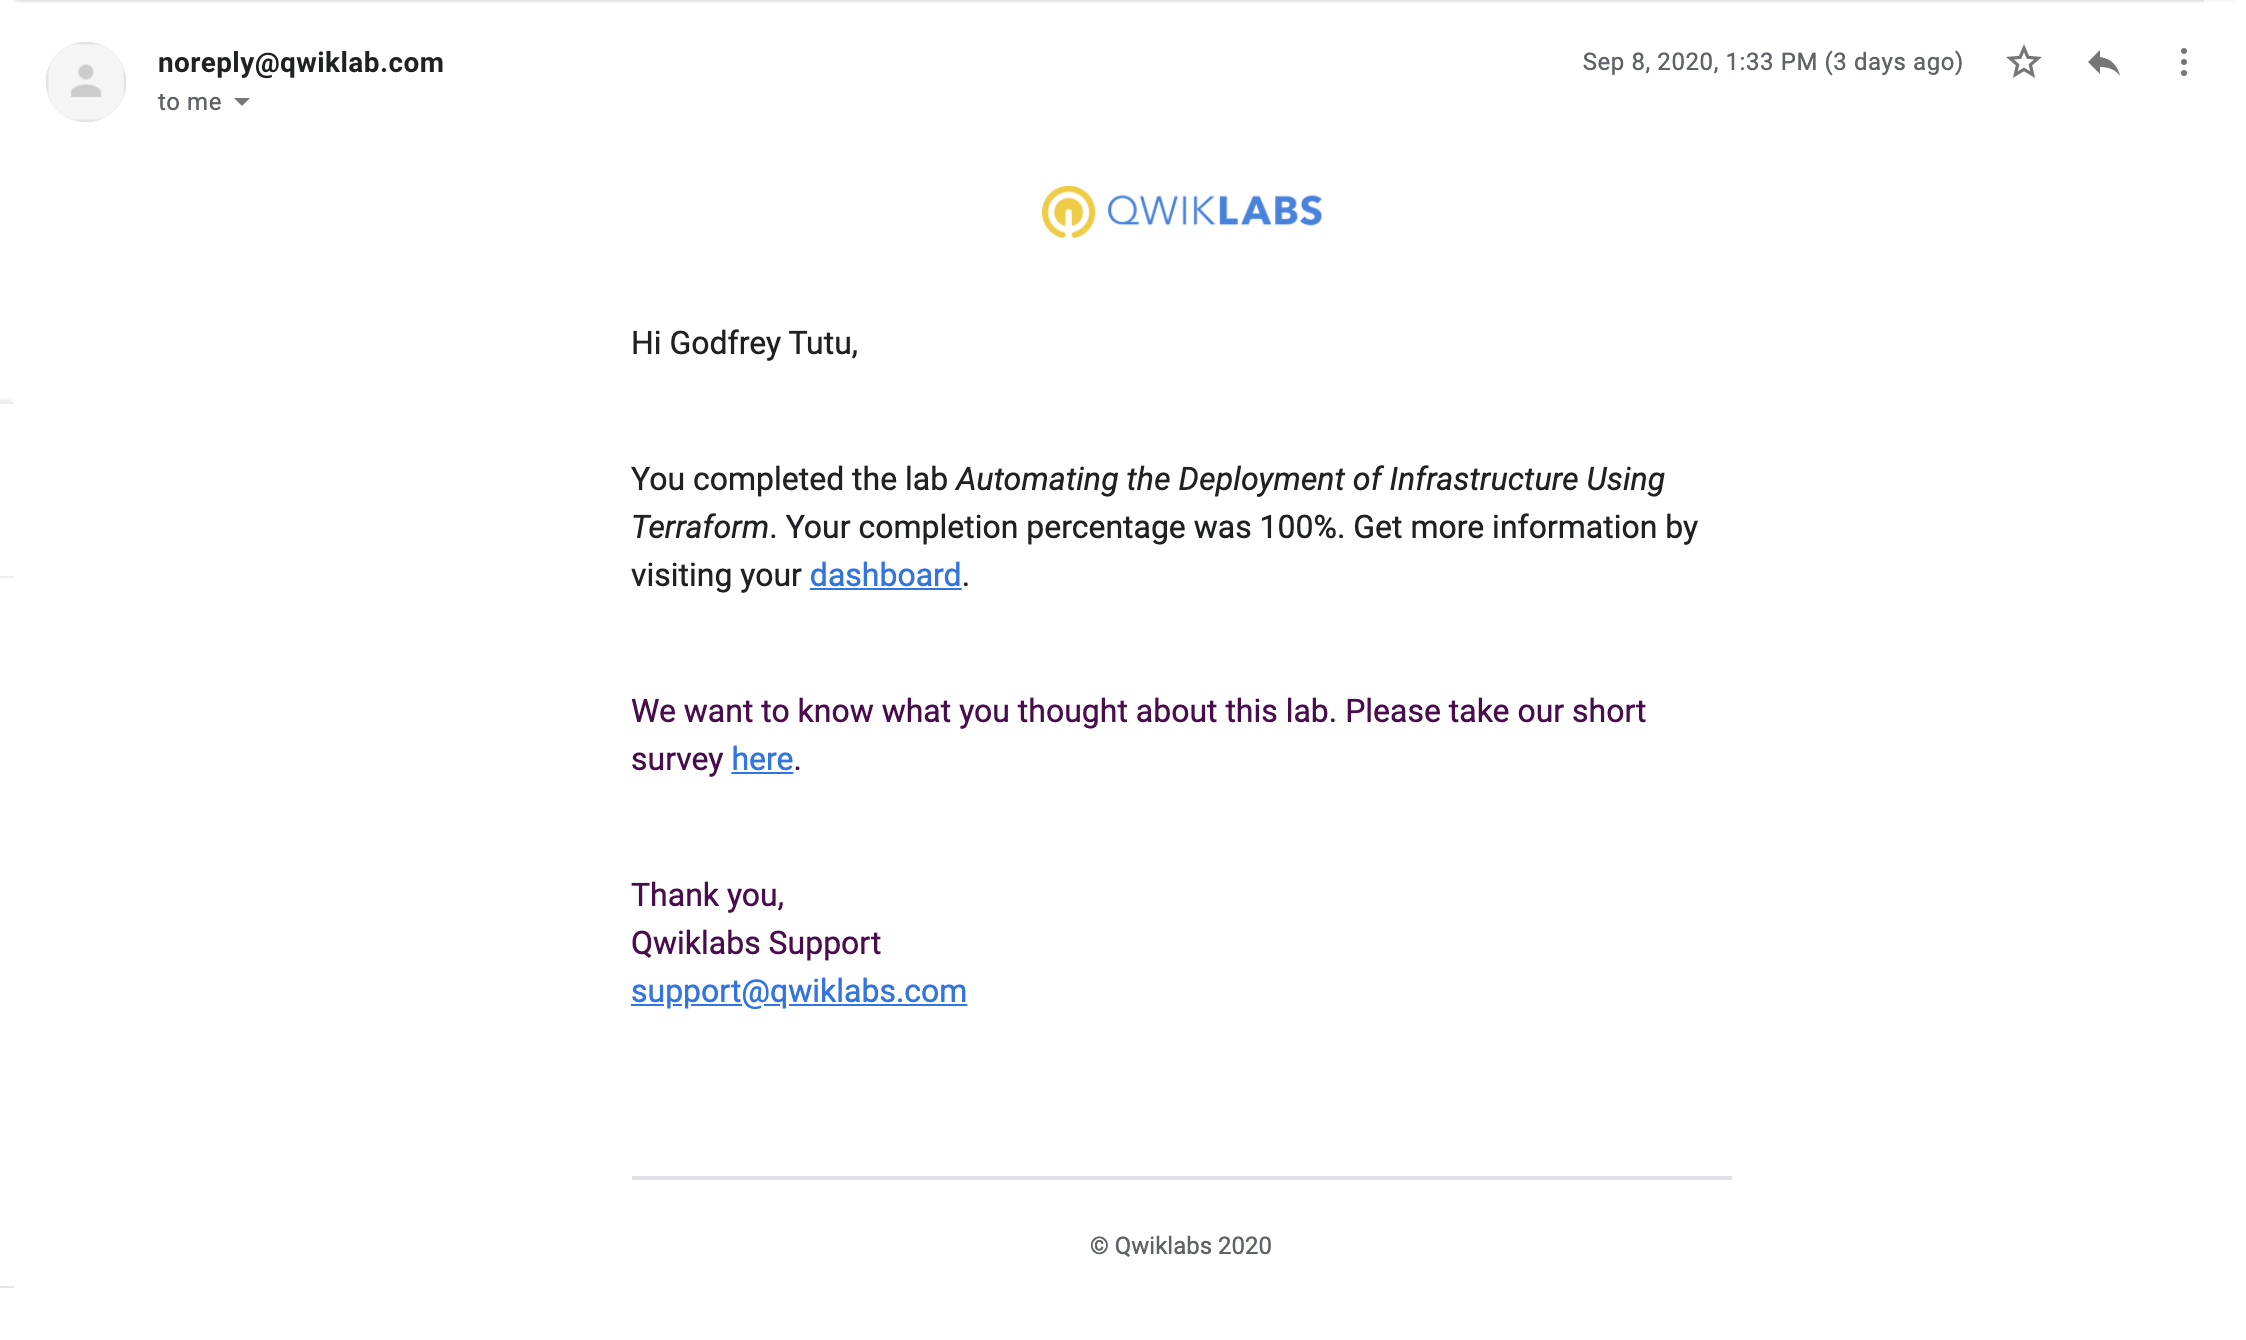 noreply@qwiklab.com
Sep 8, 2020, 1:33 PM (3 days ago)
to me
QWIKLABS
Hi Godfrey Tutu,
You completed the lab Automating the Deployment of Infrastructure Using
Terraform. Your completion percentage was 100%. Get more information by
visiting your dashboard.
We want to know what you thought about this lab. Please take our short
survey here.
Thank you,
Qwiklabs Support
support@qwiklabs.com
© Qwiklabs 2020